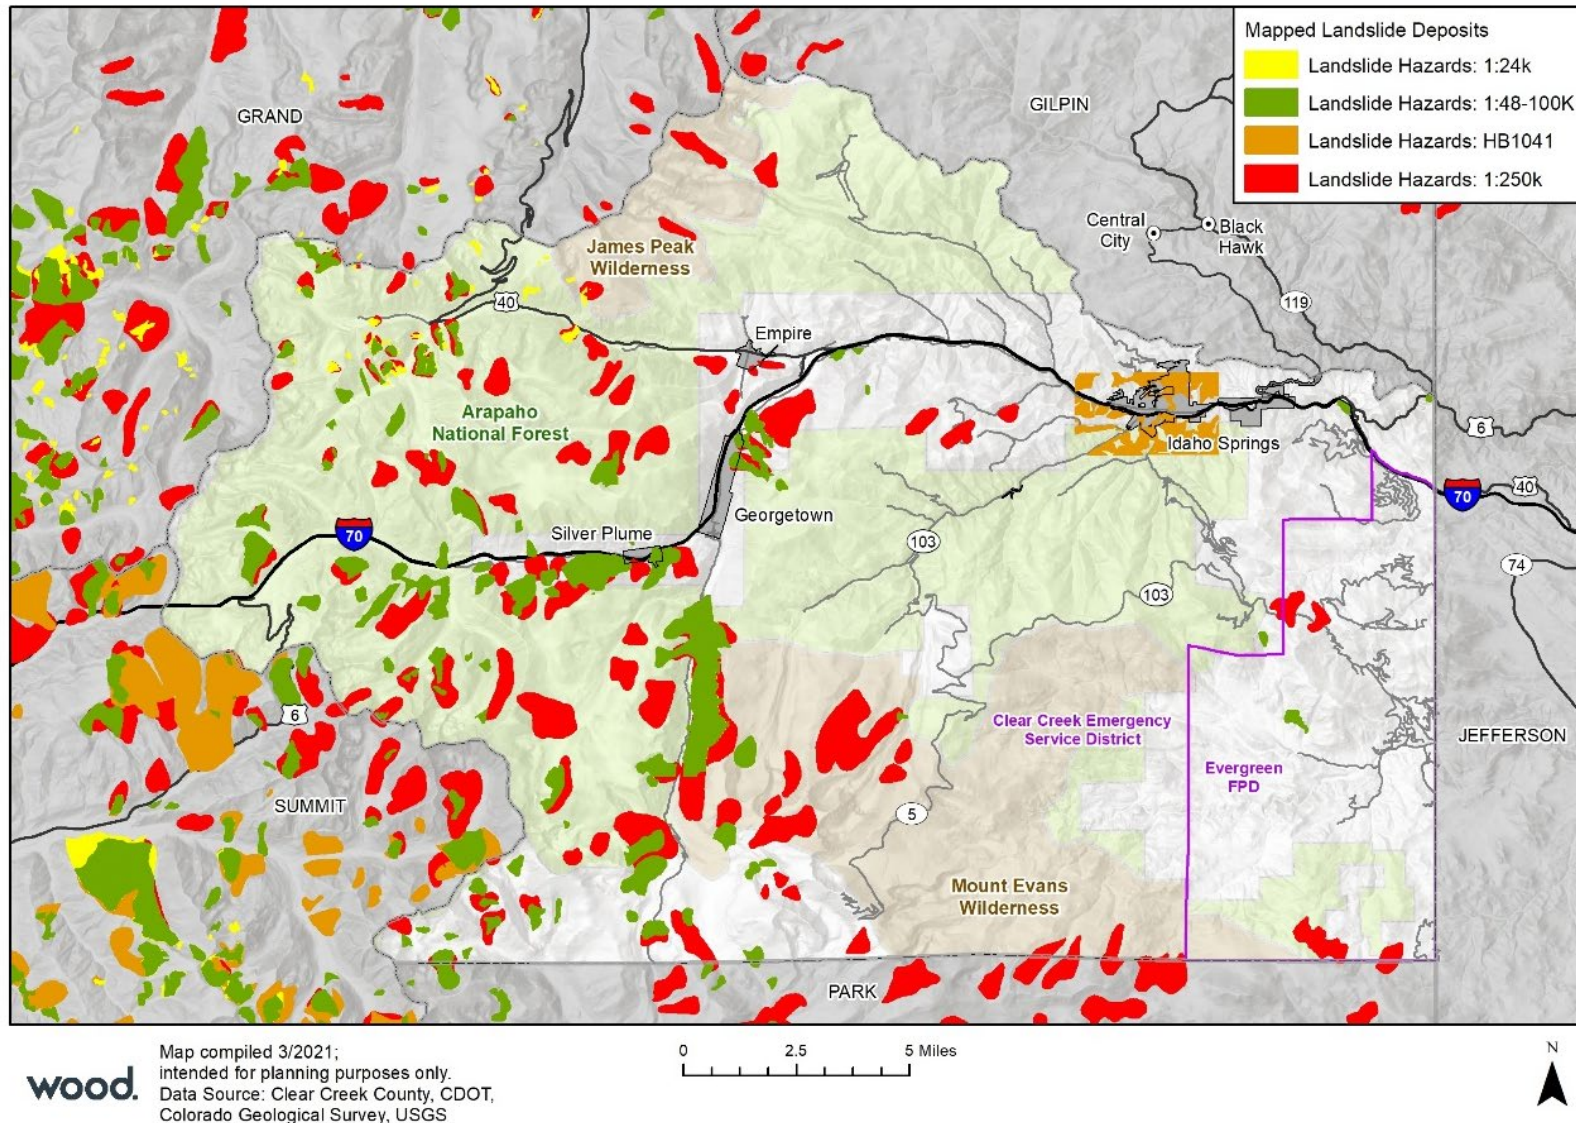 Mapped Landslide Deposits
Landslide Hazards: 1:24k
Landslide Hazards: 1:48-100K
Landslide Hazards: HB1041
Landslide Hazards: 1:250k
GRAND
GILPIN
Central
City
Black
Hawk
James Peak
Wilderness
119
40
Empire
Arapaho
National Forest
6
Idaho Springs
40
70
Georgetown
Silver Plume
70
103
74
103
6
Clear Creek Emergency
Service District
JEFFERSON
Evergreen
FPD
SUMMIT
5
Mount Evans
Wilderness
PARK
wood.
Map compiled 3/2021;
intended for planning purposes only.
Data Source: Clear Creek County, CDOT,
Colorado Geological Survey, USGS
0 2.5 5 Miles
N